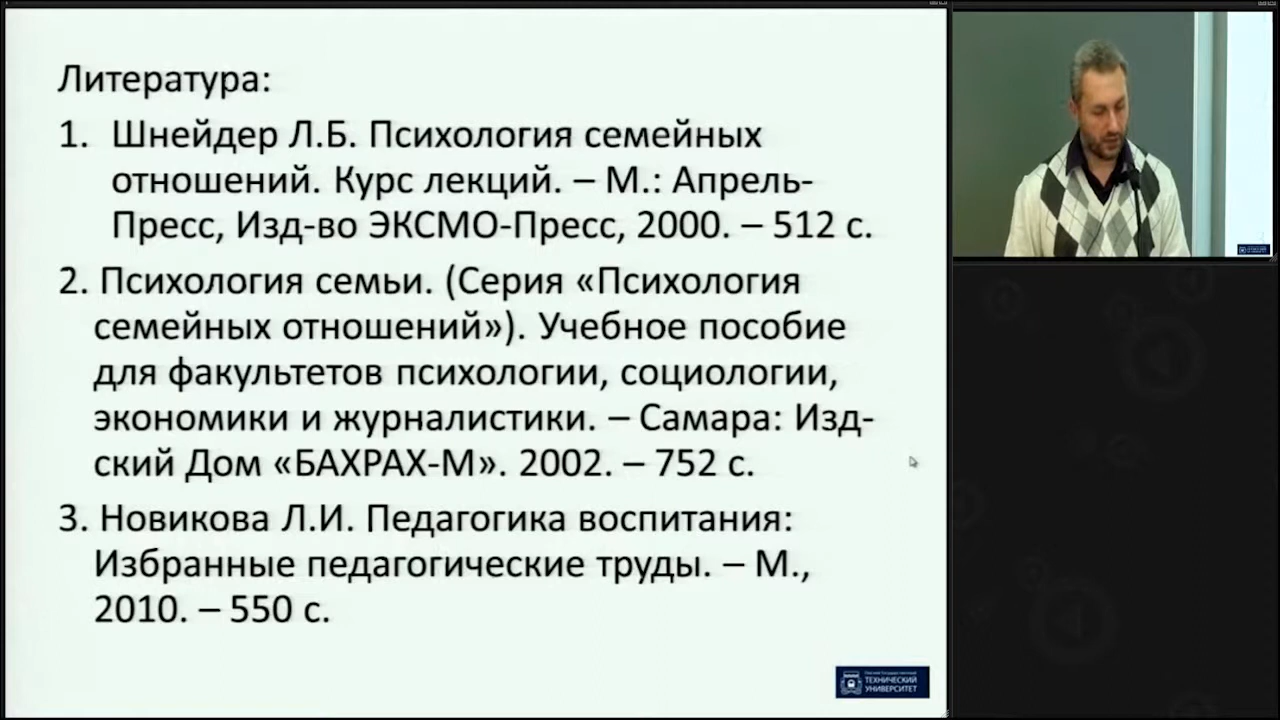 Литература:
1. Шнейдер Л.Б. Психология семейных
отношений. Курс лекций. – М.: Апрель-
Пресс, Изд-во ЭКСМО-Пресс, 2000. – 512 с.
2. Психология семьи. (Серия «Психология
семейных отношений»). Учебное пособие
для факультетов психологии, социологии,
экономики и журналистики. – Самара: Изд-
ский Дом «БАХРАХ-М». 2002. – 752 с.
3. Новикова Л.И. Педагогика воспитания:
Избранные педагогические труды. – М.,
2010. – 550 с.
ТЕХНИЧЕСКИЙ
УНИВЕРСИТЕТ